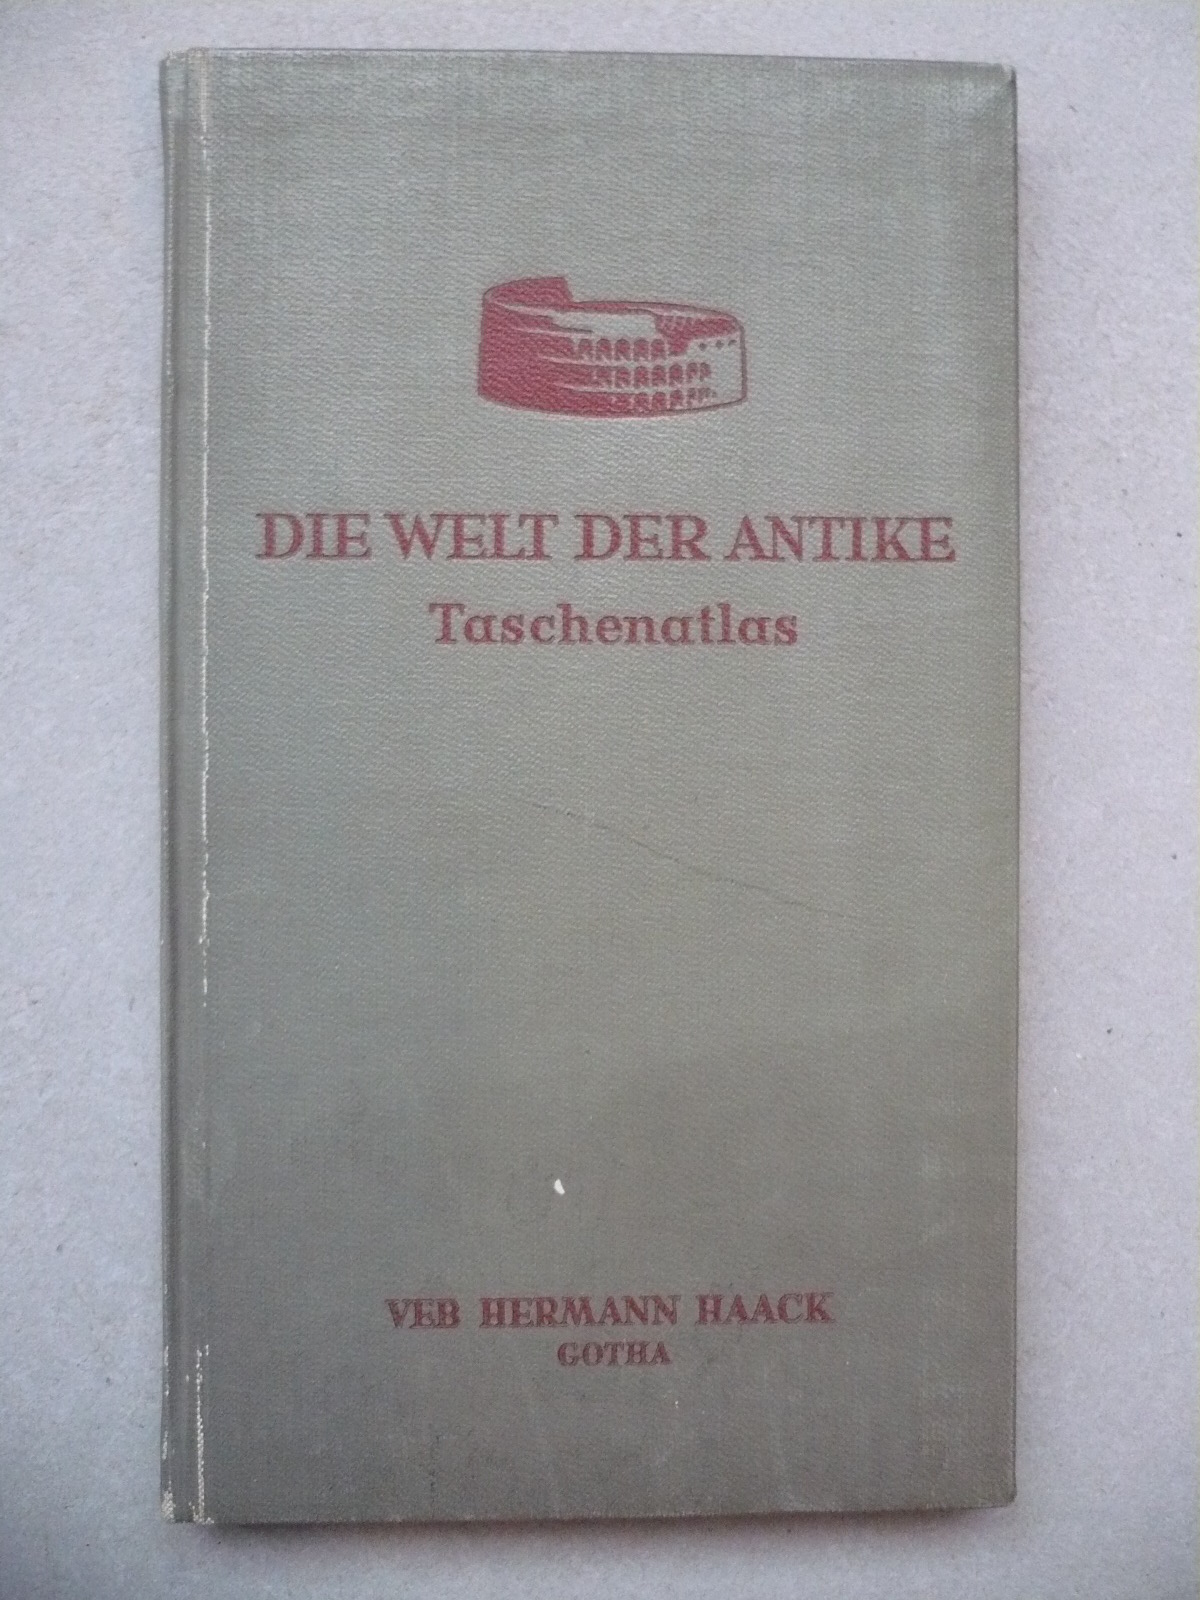 DIE WELT DER ANTIKE
Taschenatlas
VEB HERMANN HAACK
GOTHA